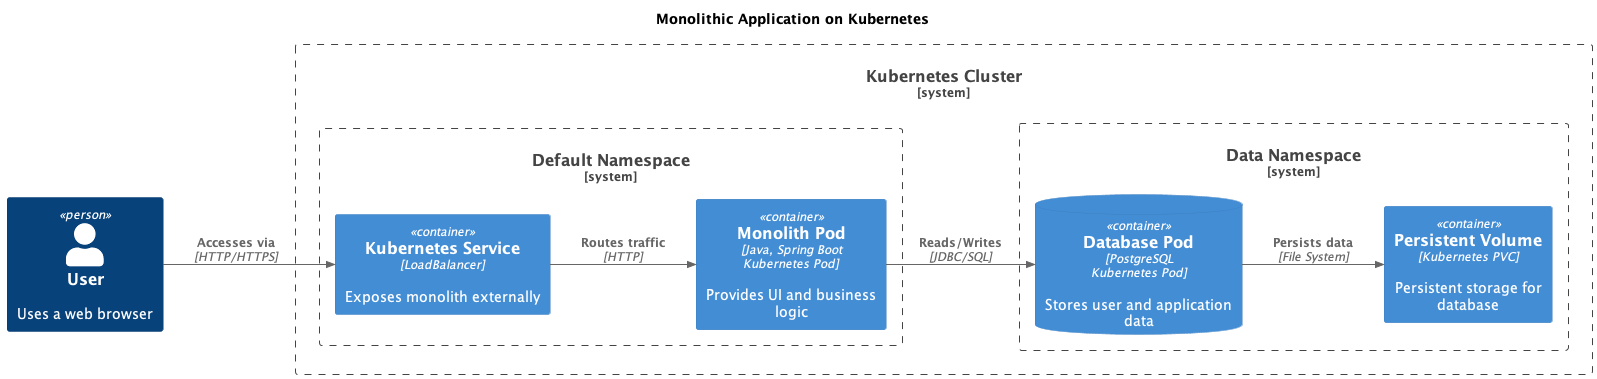 Monolithic Application on Kubernetes
Kubernetes Cluster
[system]
Default Namespace
[system]
Data Namespace
[system]
«person»
User
Uses a web browser
Accesses via
[HTTP/HTTPS]
«container»
Kubernetes Service
[LoadBalancer]
Exposes monolith externally
Routes traffic
[HTTP]
«container»
Monolith Pod
[Java, Spring Boot
Kubernetes Pod]
Provides UI and business
logic
Reads/Writes
[JDBC/SQL]
«container»
Database Pod
[PostgreSQL
Kubernetes Pod]
Stores user and application
data
Persists data
[File System]
«container»
Persistent Volume
[Kubernetes PVC]
Persistent storage for
database